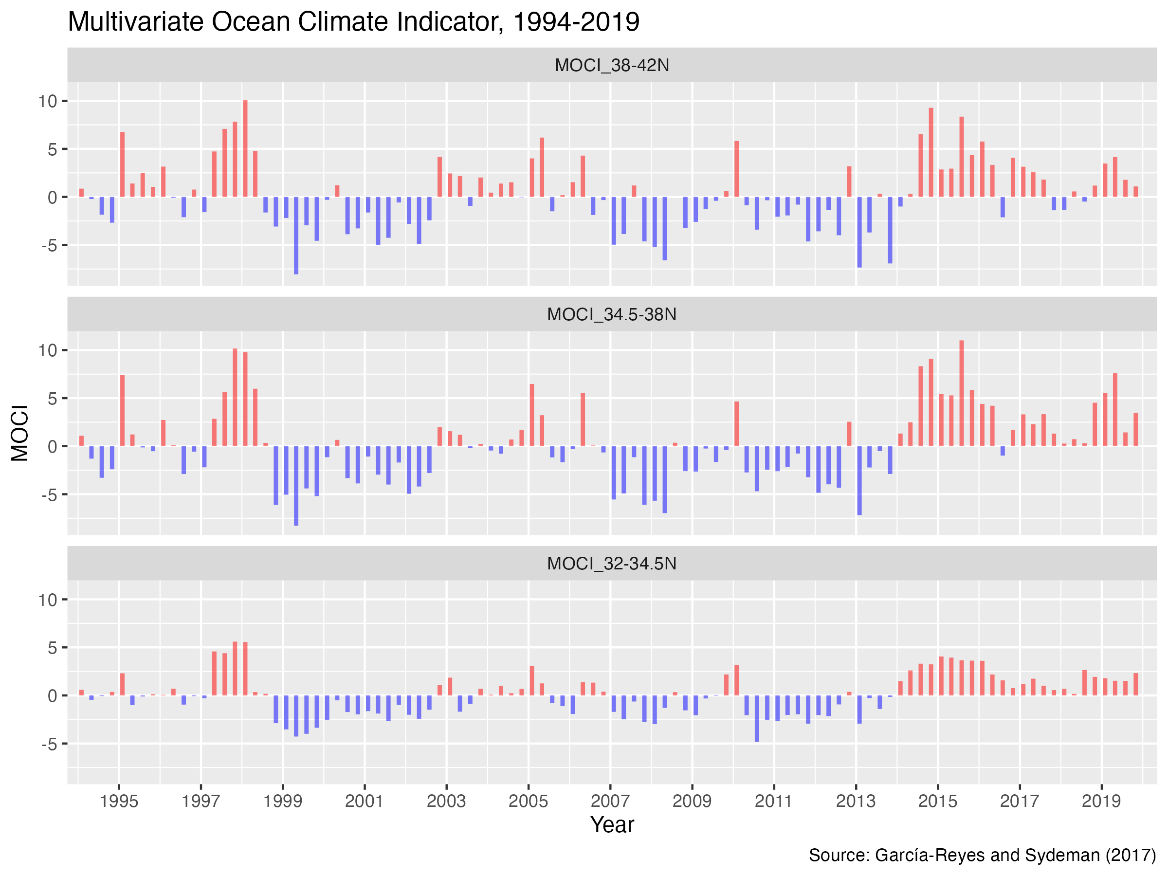 Multivariate Ocean Climate Indicator, 1994-2019
MOCI_38-42N
10
5
0
-5
MOCI_34.5-38N
10
5
0
-5
MOCI
MOCI_32-34.5N
10
5
0
-5
1995 1997 1999 2001 2003 2005 2007 2009 2011 2013 2015 2017 2019
Year
Source: García-Reyes and Sydeman (2017)